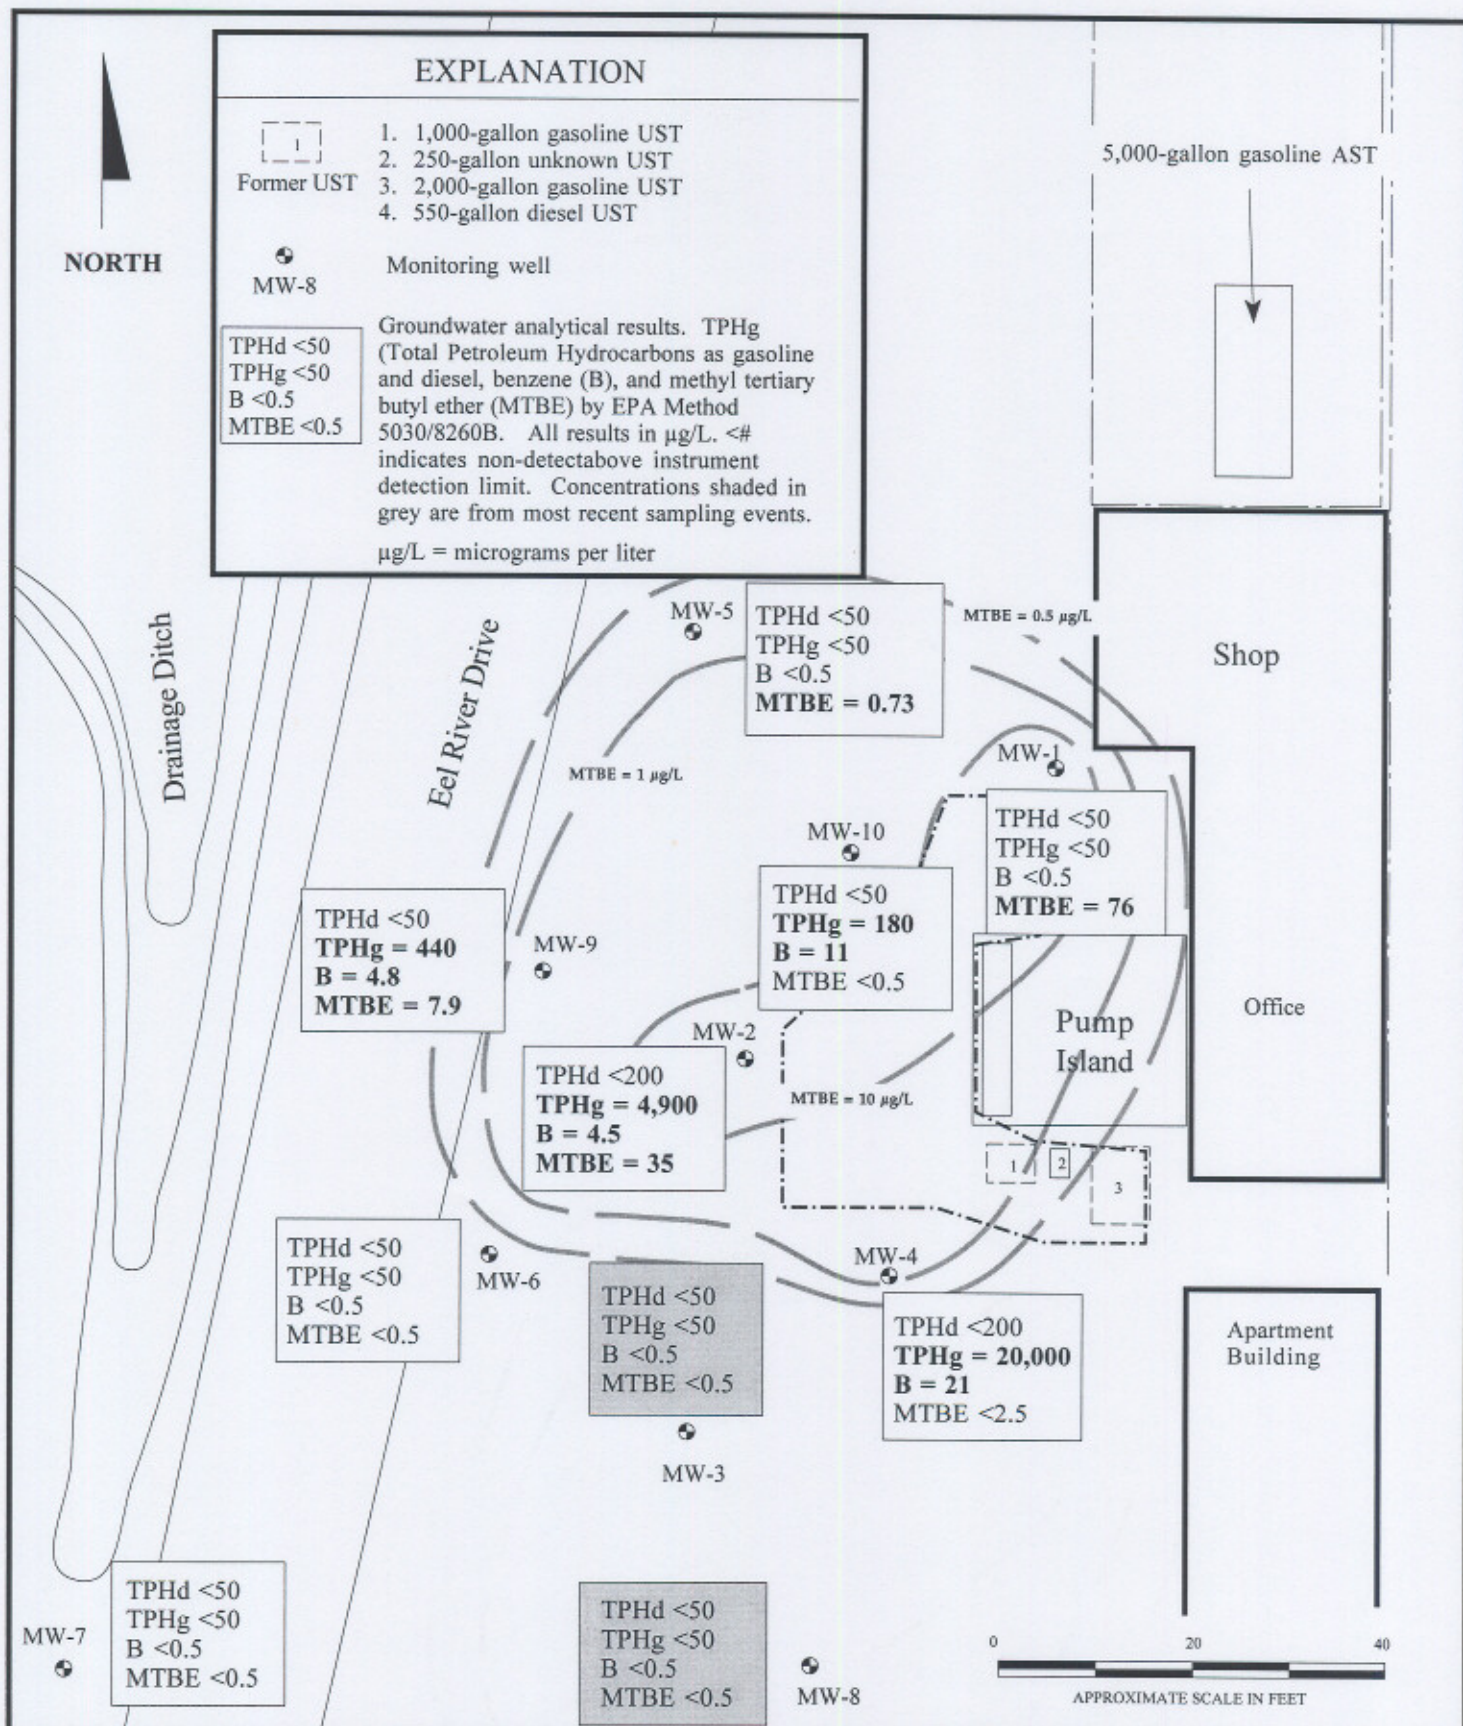 EXPLANATION
1
Former UST
1. 1,000-gallon gasoline UST
2. 250-gallon unknown UST
3. 2,000-gallon gasoline UST
4. 550-gallon diesel UST
MW-8
Monitoring well
TPHd <50
TPHg <50
B <0.5
MTBE <0.5
Groundwater analytical results. TPHg
(Total Petroleum Hydrocarbons as gasoline
and diesel, benzene (B), and methyl tertiary
butyl ether (MTBE) by EPA Method
5030/8260B. All results in µg/L. <#
indicates non-detectabove instrument
detection limit. Concentrations shaded in
grey are from most recent sampling events.
µg/L = micrograms per liter
NORTH
5,000-gallon gasoline AST
Drainage Ditch
Eel River Drive
MW-5
TPHd <50
TPHg <50
B <0.5
MTBE = 0.73
MTBE = 0.5 µg/L
Shop
MTBE = 1 µg/L
MW-1
TPHd <50
TPHg <50
B <0.5
MTBE = 76
MW-10
TPHd <50
TPHg = 180
B = 11
MTBE <0.5
TPHd <50
TPHg = 440
B = 4.8
MTBE = 7.9
MW-9
Office
Pump
Island
MW-2
TPHd <200
TPHg = 4,900
B = 4.5
MTBE = 35
MTBE = 10 µg/L
1
2
3
TPHd <50
TPHg <50
B <0.5
MTBE <0.5
MW-6
TPHd <50
TPHg <50
B <0.5
MTBE <0.5
MW-3
MW-4
TPHd <200
TPHg = 20,000
B = 21
MTBE <2.5
Apartment
Building
MW-7
TPHd <50
TPHg <50
B <0.5
MTBE <0.5
TPHd <50
TPHg <50
B <0.5
MTBE <0.5
MW-8
0 20 40
APPROXIMATE SCALE IN FEET